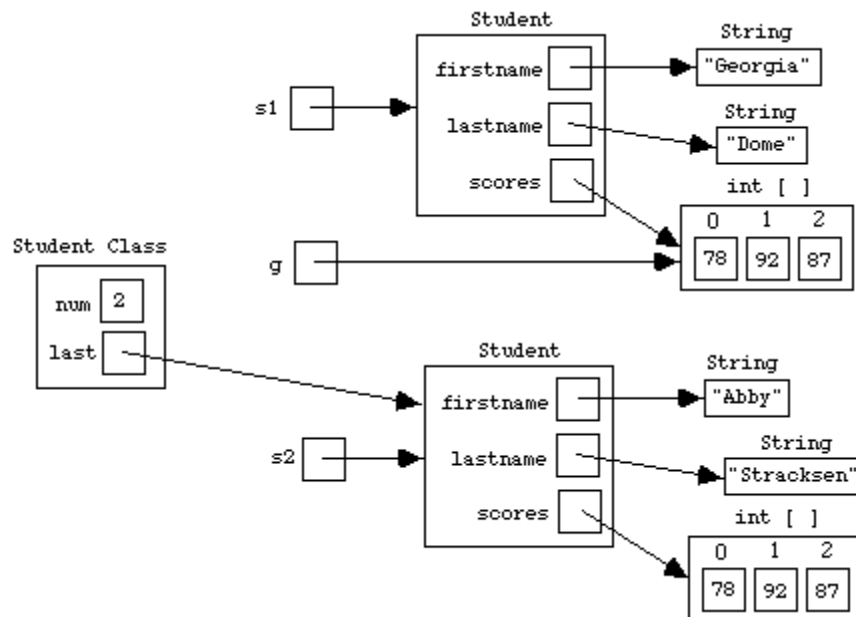 Student
String
firstname
"Georgia"
s1
String
lastname
"Dome"
scores
int [ ]
0 1 2
g
78 92 87
Student Class
num 2
last
Student
String
firstname
"Abby"
String
s2
lastname
"Stracksen"
scores
int [ ]
0 1 2
78 92 87